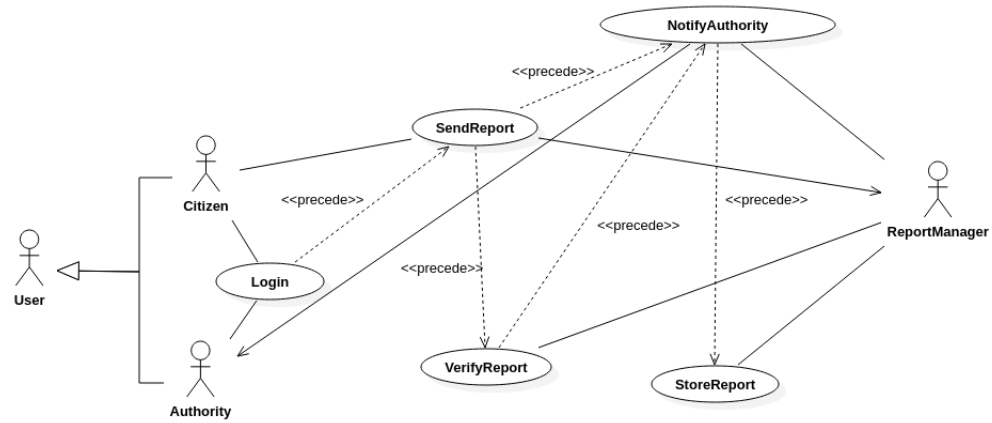 NotifyAuthority
<<precede>>
SendReport
Citizen
<<precede>>
<<precede>>
<<precede>>
ReportManager
User
Login
<<precede>>
VerifyReport
StoreReport
Authority